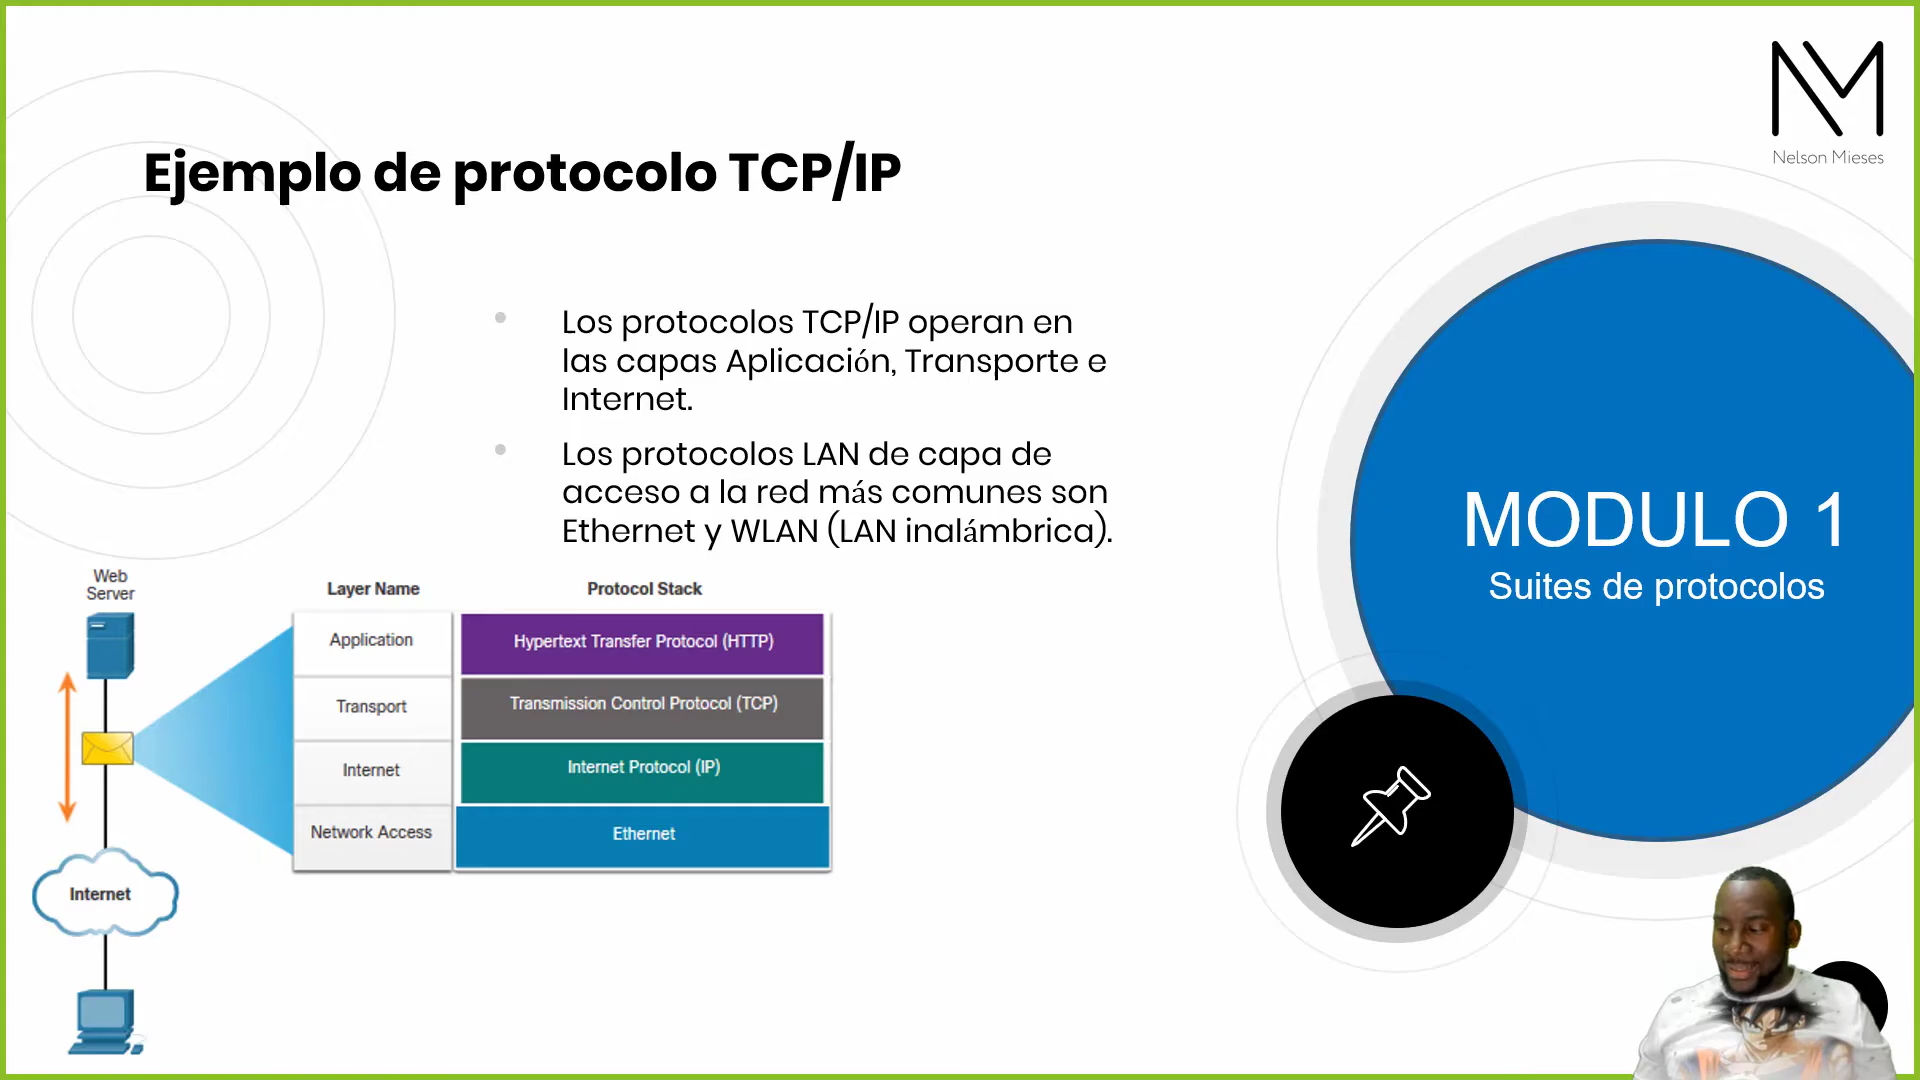 Nelson Mieses
Ejemplo de protocolo TCP/IP
• Los protocolos TCP/IP operan en
las capas Aplicación, Transporte e
Internet.
• Los protocolos LAN de capa de
acceso a la red más comunes son
Ethernet y WLAN (LAN inalámbrica).
MODULO 1
Suites de protocolos
Web
Server
Layer Name
Protocol Stack
Application
Hypertext Transfer Protocol (HTTP)
Transport
Transmission Control Protocol (TCP)
Internet
Internet Protocol (IP)
Network Access
Ethernet
Internet